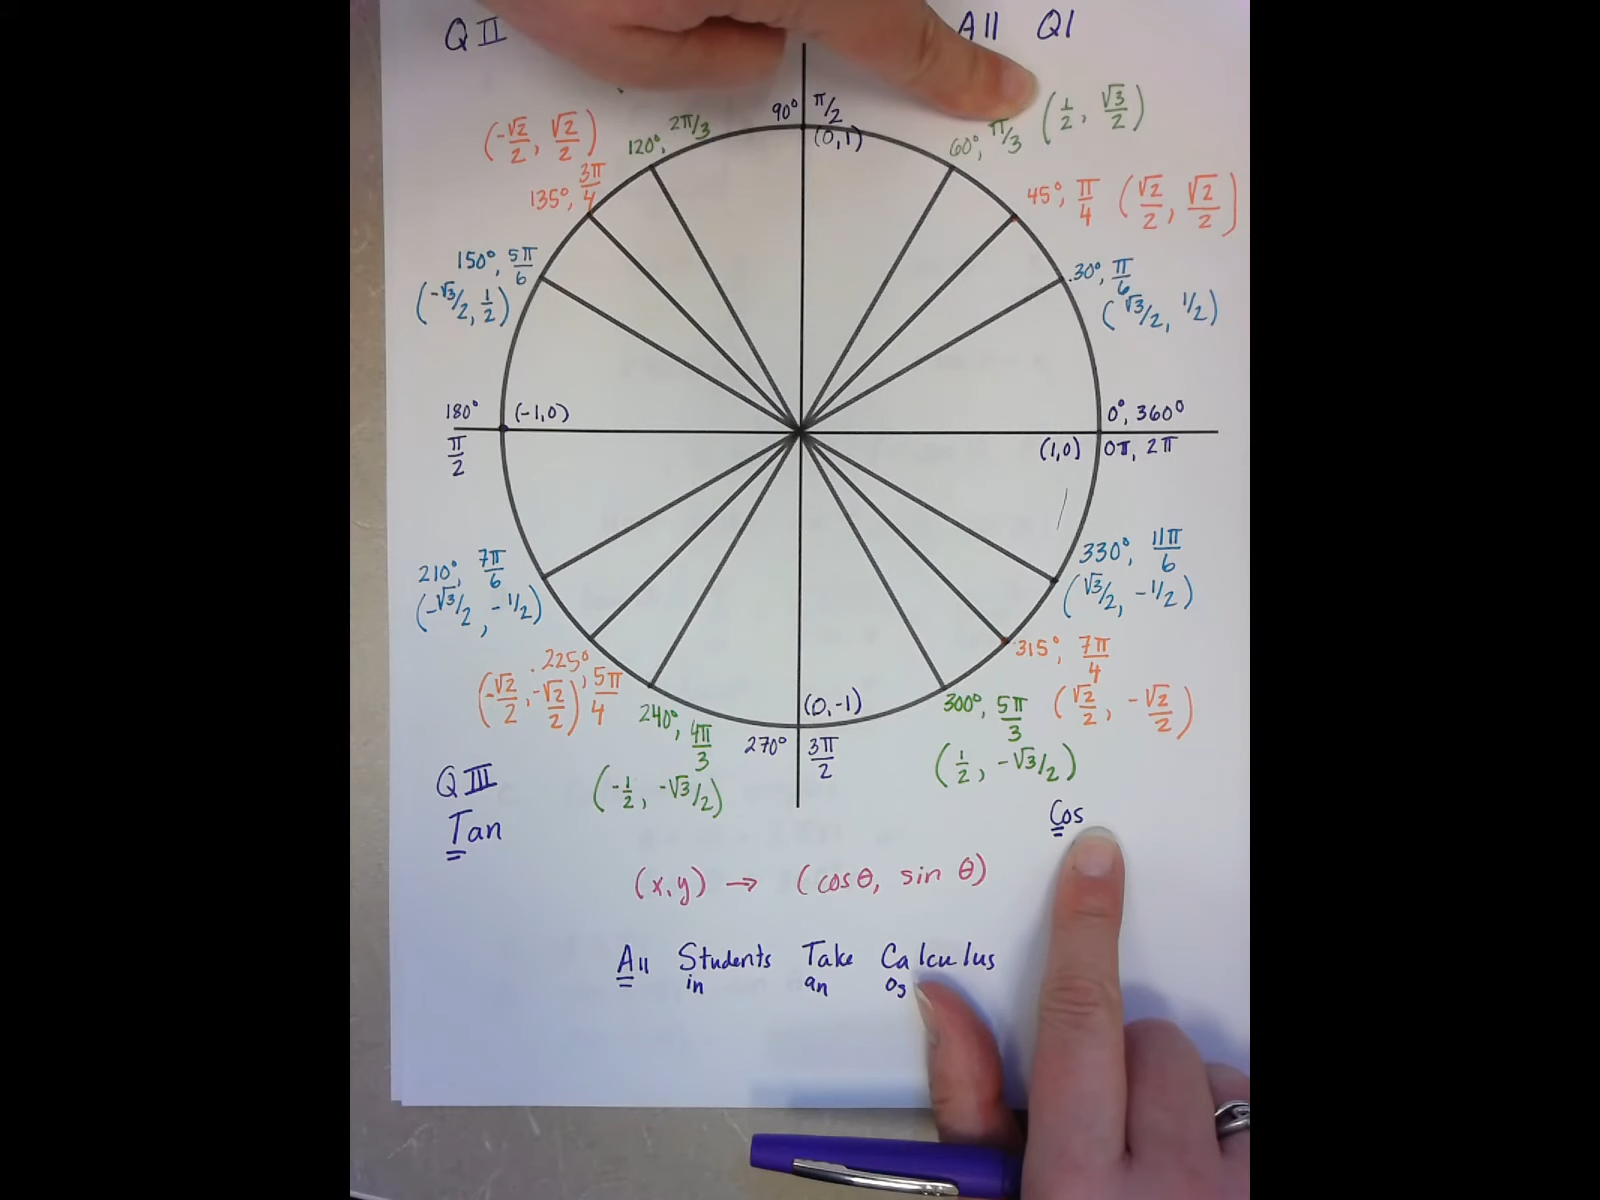 QII
All QI
90° π/2
(0,1)
(-√2/2, √2/2)
120°, 2π/3
60°, π/3 (1/2, √3/2)
135°, 3π/4
45°, π/4 (√2/2, √2/2)
150°, 5π/6
(-√3/2, 1/2)
30°, π/6
(√3/2, 1/2)
180° (-1,0)
π/2
0°, 360°
(1,0) 0π, 2π
210°, 7π/6
(-√3/2, -1/2)
330°, 11π/6
(√3/2, -1/2)
225°, 5π/4
(-√2/2, -√2/2)
315°, 7π/4
(√2/2, -√2/2)
240°, 4π/3
(-1/2, -√3/2)
(0,-1)
270° 3π/2
300°, 5π/3
(1/2, -√3/2)
QIII
Tan
Cos
(x,y) → (cosθ, sin θ)
All Students Take Calculus
in an os